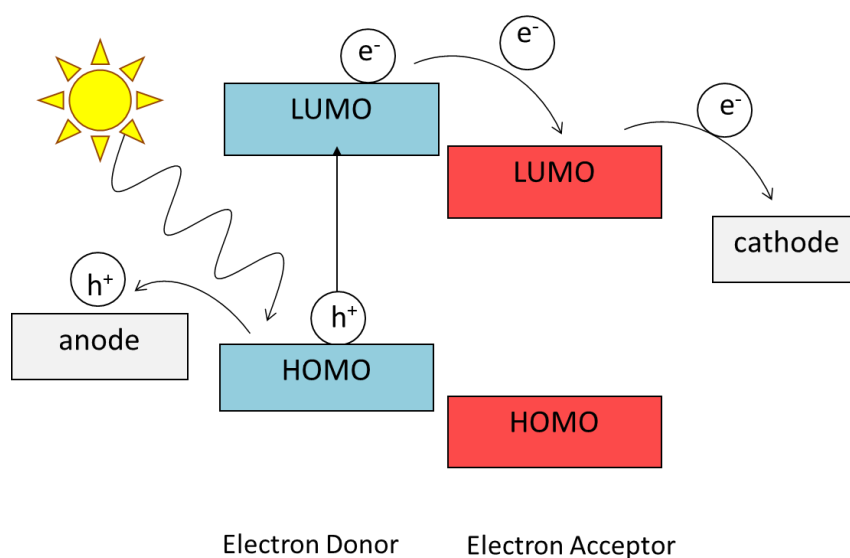 e-
e-
LUMO
e-
LUMO
cathode
h+
h+
anode
HOMO
HOMO
Electron Donor
Electron Acceptor